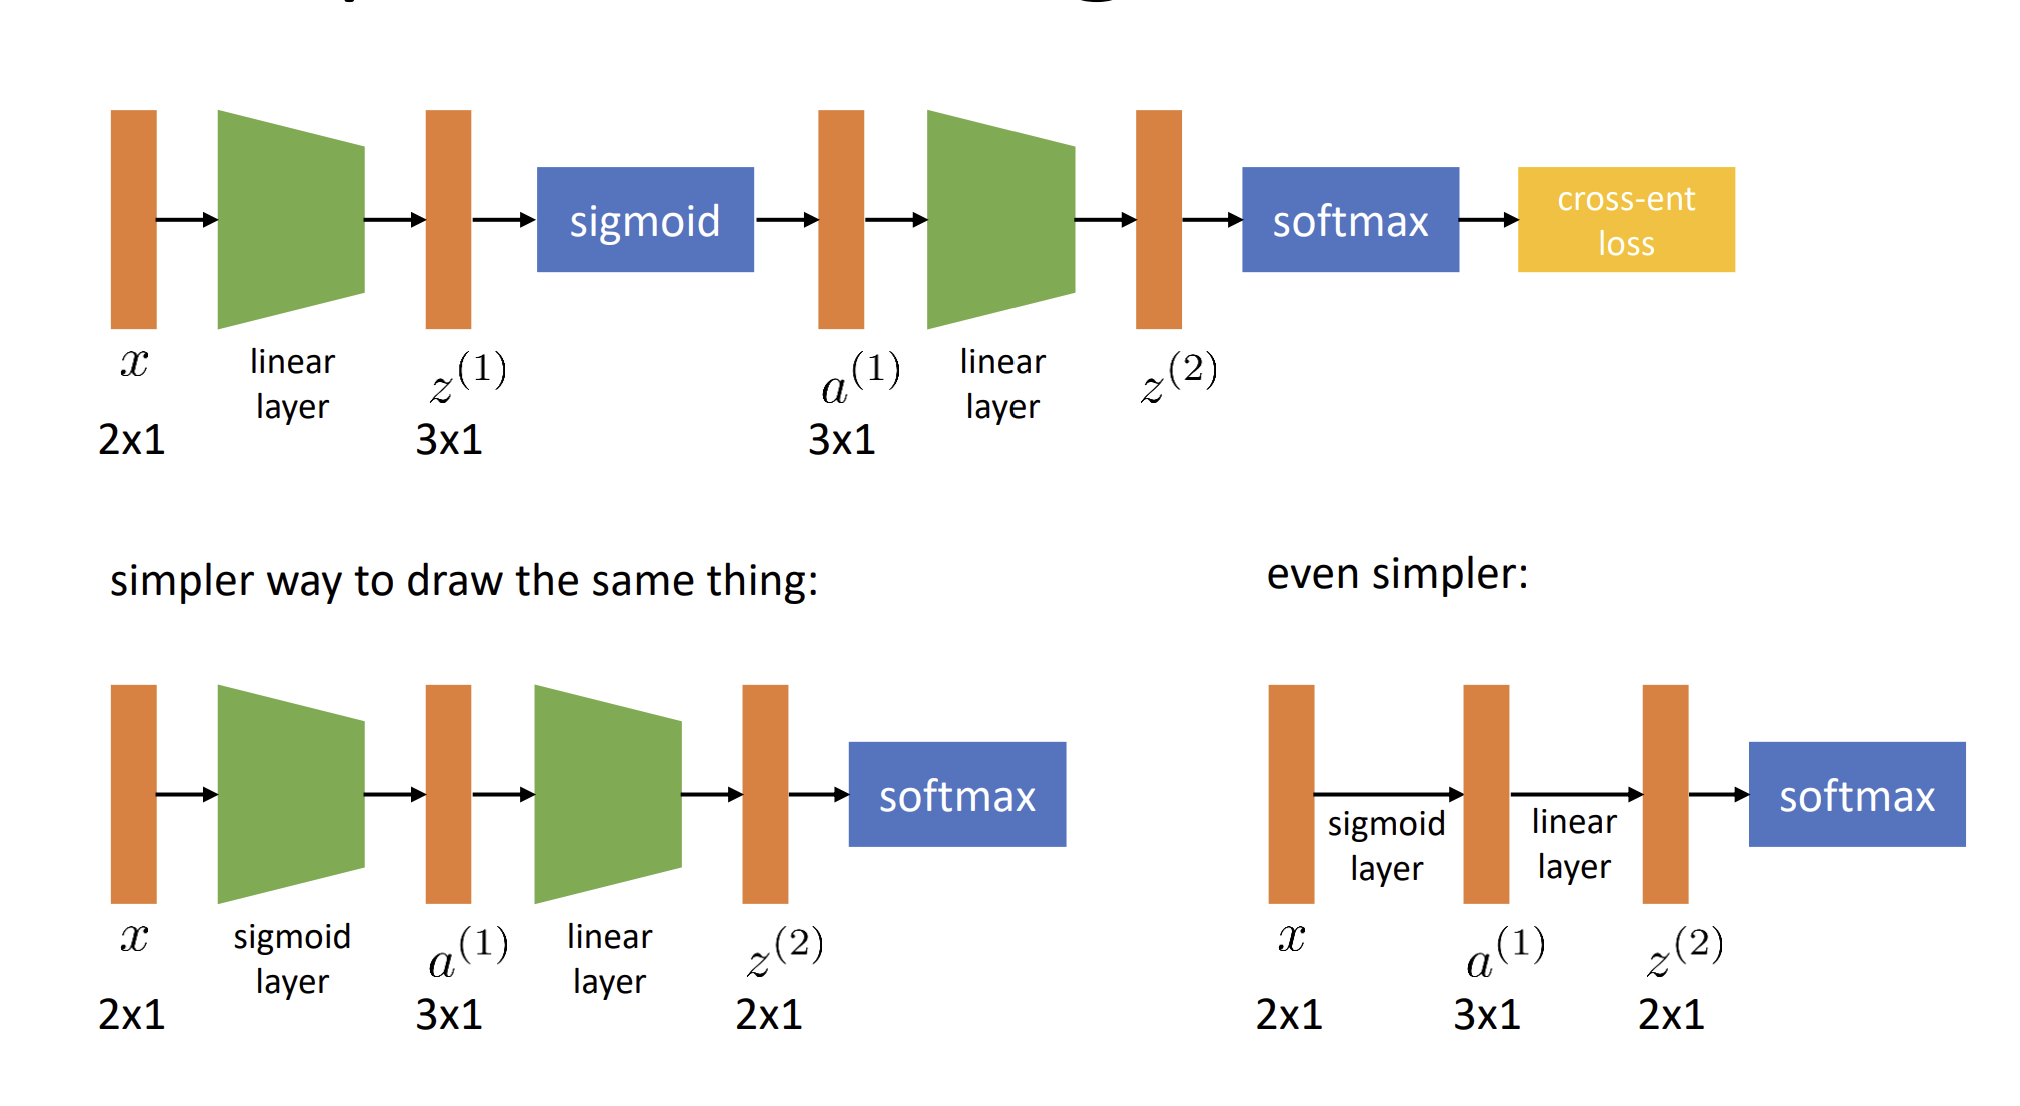 sigmoid
softmax
cross-ent
loss
x
linear
layer
z^{(1)}
a^{(1)}
linear
layer
z^{(2)}
2x1
3x1
3x1
simpler way to draw the same thing:
even simpler:
softmax
softmax
sigmoid
layer
linear
layer
x
sigmoid
layer
a^{(1)}
linear
layer
z^{(2)}
x
a^{(1)}
z^{(2)}
2x1
3x1
2x1
2x1
3x1
2x1